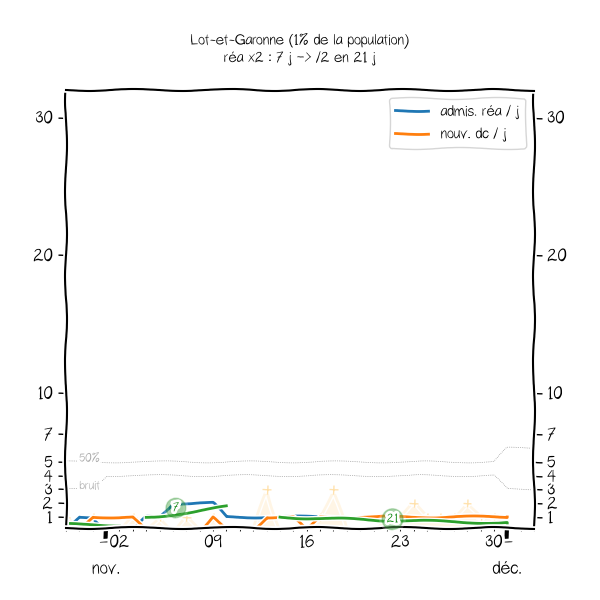 Lot-et-Garonne (1% de la population)
réa x2 : 7 j -> /2 en 21 j
admis. réa / j
nouv. dc / j
30 30
20 20
10 10
7 7
50%
5 5
4 4
bruit
3 3
2 2
1 1
7
21
02 09 16 23 30
nov. déc.